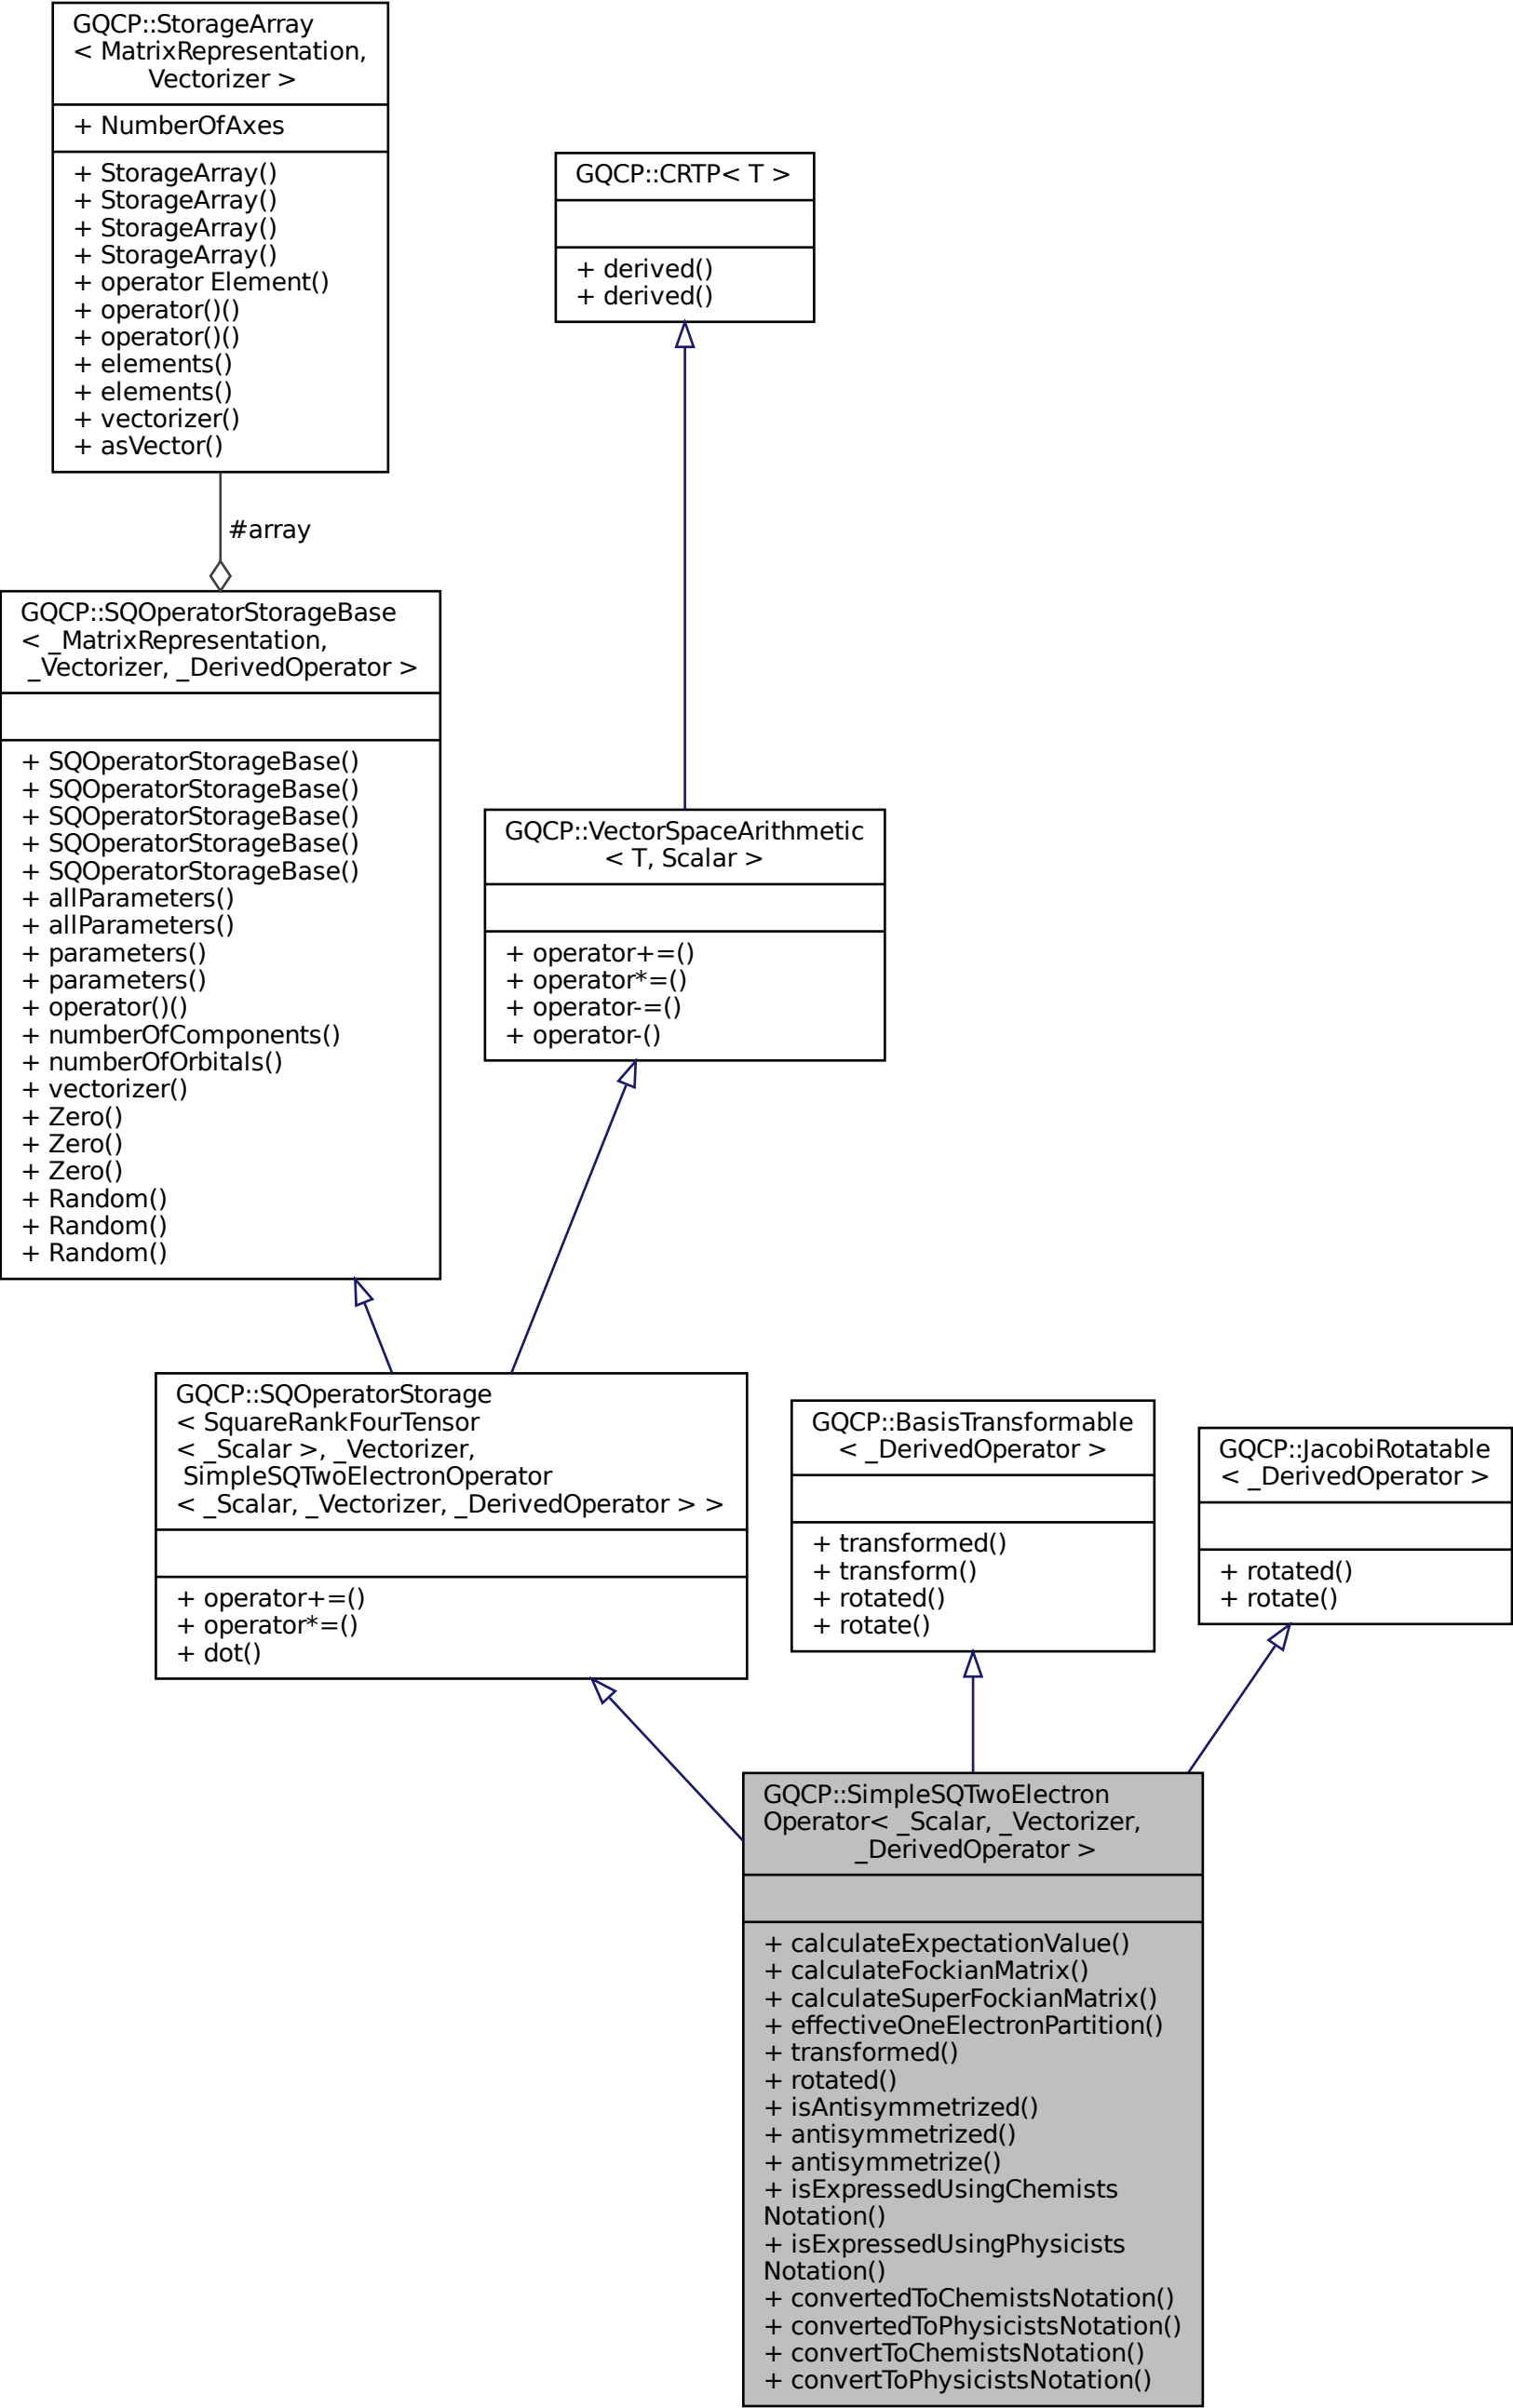 GQCP::StorageArray
< MatrixRepresentation,
Vectorizer >
+ NumberOfAxes
+ StorageArray()
+ StorageArray()
+ StorageArray()
+ StorageArray()
+ operator Element()
+ operator()()
+ operator()()
+ elements()
+ elements()
+ vectorizer()
+ asVector()
GQCP::CRTP< T >
+ derived()
+ derived()
#array
GQCP::SQOperatorStorageBase
< _MatrixRepresentation,
_Vectorizer, _DerivedOperator >
+ SQOperatorStorageBase()
+ SQOperatorStorageBase()
+ SQOperatorStorageBase()
+ SQOperatorStorageBase()
+ SQOperatorStorageBase()
+ allParameters()
+ allParameters()
+ parameters()
+ parameters()
+ operator()()
+ numberOfComponents()
+ numberOfOrbitals()
+ vectorizer()
+ Zero()
+ Zero()
+ Zero()
+ Random()
+ Random()
+ Random()
GQCP::VectorSpaceArithmetic
< T, Scalar >
+ operator+=()
+ operator*=()
+ operator-=()
+ operator-()
GQCP::SQOperatorStorage
< SquareRankFourTensor
< _Scalar >, _Vectorizer,
SimpleSQTwoElectronOperator
< _Scalar, _Vectorizer, _DerivedOperator > >
+ operator+=()
+ operator*=()
+ dot()
GQCP::BasisTransformable
< _DerivedOperator >
+ transformed()
+ transform()
+ rotated()
+ rotate()
GQCP::JacobiRotatable
< _DerivedOperator >
+ rotated()
+ rotate()
GQCP::SimpleSQTwoElectron
Operator< _Scalar, _Vectorizer,
_DerivedOperator >
+ calculateExpectationValue()
+ calculateFockianMatrix()
+ calculateSuperFockianMatrix()
+ effectiveOneElectronPartition()
+ transformed()
+ rotated()
+ isAntisymmetrized()
+ antisymmetrized()
+ antisymmetrize()
+ isExpressedUsingChemists
Notation()
+ isExpressedUsingPhysicists
Notation()
+ convertedToChemistsNotation()
+ convertedToPhysicistsNotation()
+ convertToChemistsNotation()
+ convertToPhysicistsNotation()